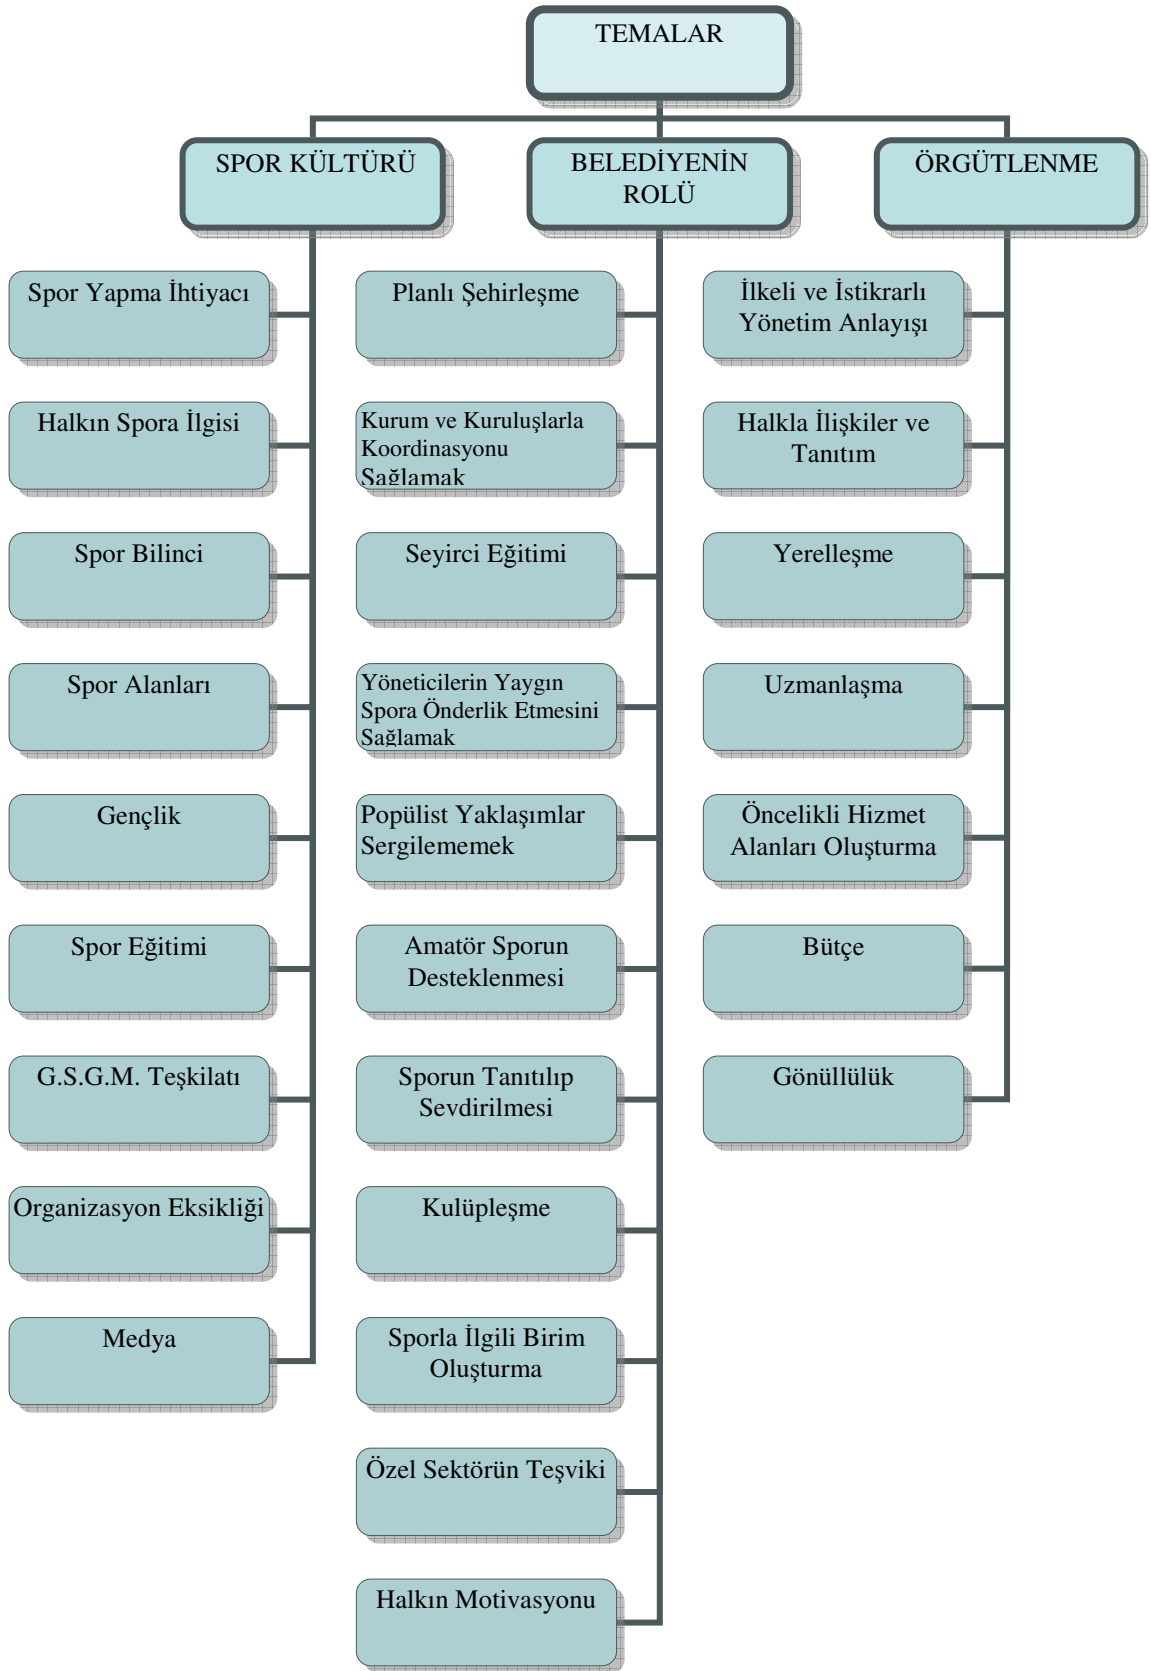 TEMALAR
SPOR KÜLTÜRÜ
BELEDİYENİN
ROLÜ
ÖRGÜTLENME
Spor Yapma İhtiyacı
Halkın Spora İlgisi
Spor Bilinci
Spor Alanları
Gençlik
Spor Eğitimi
G.S.G.M. Teşkilatı
Organizasyon Eksikliği
Medya
Planlı Şehirleşme
Kurum ve Kuruluşlarla
Koordinasyonu
Sağlamak
Seyirci Eğitimi
Yöneticilerin Yaygın
Spora Önderlik Etmesini
Sağlamak
Popülist Yaklaşımlar
Sergilememek
Amatör Sporun
Desteklenmesi
Sporun Tanıtılıp
Sevdirilmesi
Kulüpleşme
Sporla İlgili Birim
Oluşturma
Özel Sektörün Teşviki
Halkın Motivasyonu
İlkeli ve İstikrarlı
Yönetim Anlayışı
Halkla İlişkiler ve
Tanıtım
Yerelleşme
Uzmanlaşma
Öncelikli Hizmet
Alanları Oluşturma
Bütçe
Gönüllülük